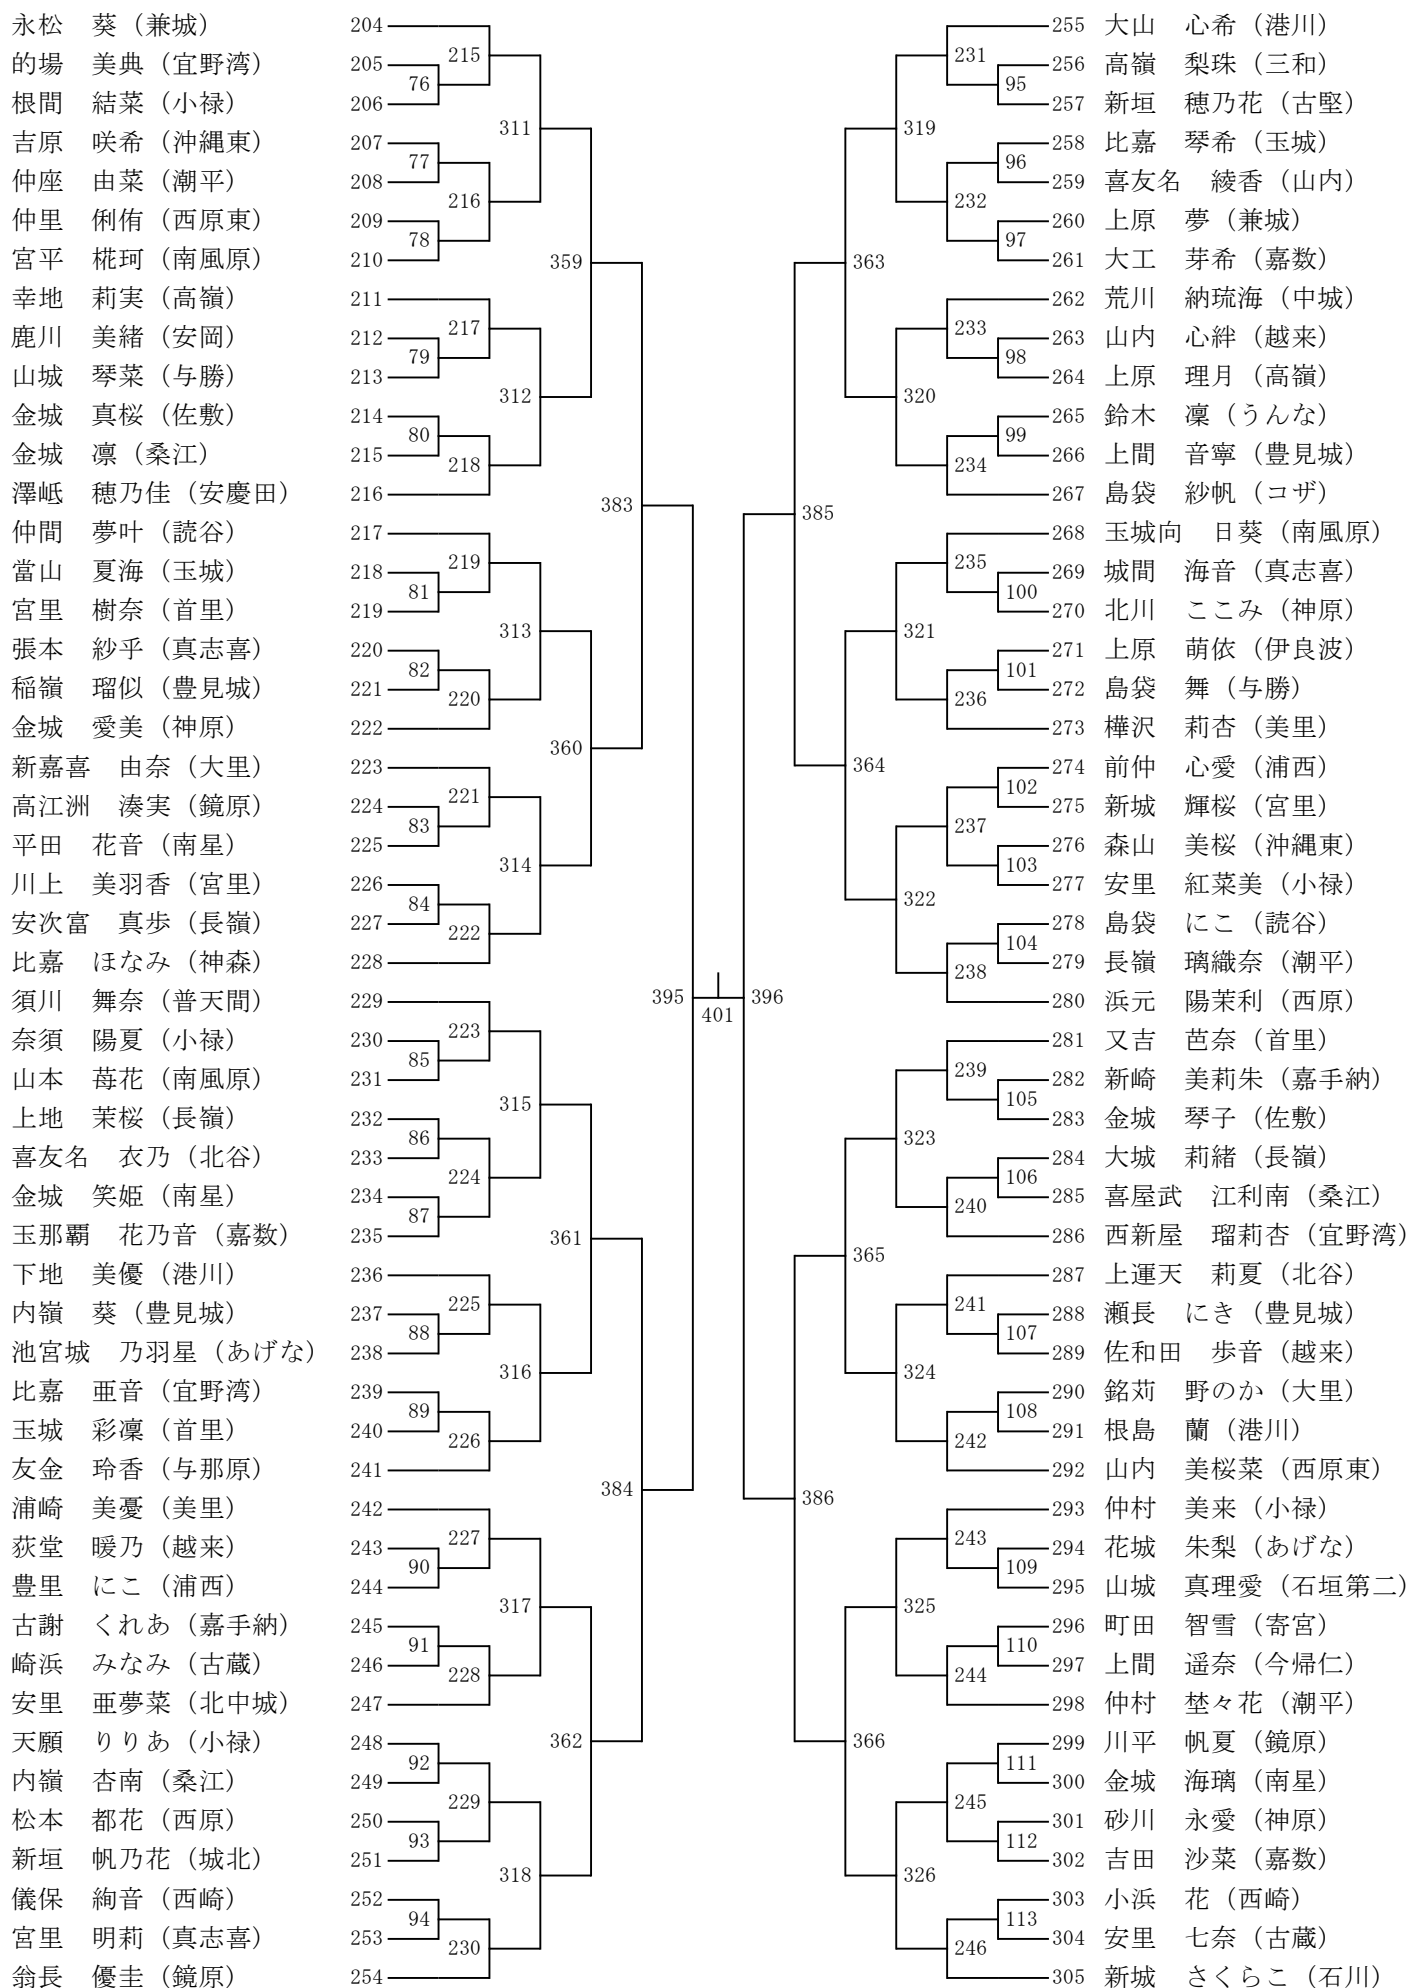 永松　葵（兼城） 204
的場　美典（宜野湾） 205
根間　結菜（小禄） 206
吉原　咲希（沖縄東） 207
仲座　由菜（潮平） 208
仲里　俐侑（西原東） 209
宮平　椛珂（南風原） 210
幸地　莉実（高嶺） 211
鹿川　美緒（安岡） 212
山城　琴菜（与勝） 213
金城　真桜（佐敷） 214
金城　凛（桑江） 215
澤岻　穂乃佳（安慶田） 216
仲間　夢叶（読谷） 217
當山　夏海（玉城） 218
宮里　樹奈（首里） 219
張本　紗乎（真志喜） 220
稲嶺　瑠似（豊見城） 221
金城　愛美（神原） 222
新嘉喜　由奈（大里） 223
高江洲　湊実（鏡原） 224
平田　花音（南星） 225
川上　美羽香（宮里） 226
安次富　真歩（長嶺） 227
比嘉　ほなみ（神森） 228
須川　舞奈（普天間） 229
奈須　陽夏（小禄） 230
山本　苺花（南風原） 231
上地　茉桜（長嶺） 232
喜友名　衣乃（北谷） 233
金城　笑姫（南星） 234
玉那覇　花乃音（嘉数） 235
下地　美優（港川） 236
内嶺　葵（豊見城） 237
池宮城　乃羽星（あげな） 238
比嘉　亜音（宜野湾） 239
玉城　彩凜（首里） 240
友金　玲香（与那原） 241
浦崎　美憂（美里） 242
荻堂　暖乃（越来） 243
豊里　にこ（浦西） 244
古謝　くれあ（嘉手納） 245
崎浜　みなみ（古蔵） 246
安里　亜夢菜（北中城） 247
天願　りりあ（小禄） 248
内嶺　杏南（桑江） 249
松本　都花（西原） 250
新垣　帆乃花（城北） 251
儀保　絢音（西崎） 252
宮里　明莉（真志喜） 253
翁長　優圭（鏡原） 254
76
77
78
79
80
81
82
83
84
85
86
87
88
89
90
91
92
93
94
215
216
217
218
219
220
221
222
223
224
225
226
227
228
229
230
311
312
313
314
315
316
317
318
359
360
361
362
383
384
395
401
396
385
386
363
364
365
366
319
320
321
322
323
324
325
326
231
232
233
234
235
236
237
238
239
240
241
242
243
244
245
246
95
96
97
98
99
100
101
102
103
104
105
106
107
108
109
110
111
112
113
255 大山　心希（港川）
256 高嶺　梨珠（三和）
257 新垣　穂乃花（古堅）
258 比嘉　琴希（玉城）
259 喜友名　綾香（山内）
260 上原　夢（兼城）
261 大工　芽希（嘉数）
262 荒川　納琉海（中城）
263 山内　心絆（越来）
264 上原　理月（高嶺）
265 鈴木　凜（うんな）
266 上間　音寧（豊見城）
267 島袋　紗帆（コザ）
268 玉城向　日葵（南風原）
269 城間　海音（真志喜）
270 北川　ここみ（神原）
271 上原　萌依（伊良波）
272 島袋　舞（与勝）
273 樺沢　莉杏（美里）
274 前仲　心愛（浦西）
275 新城　輝桜（宮里）
276 森山　美桜（沖縄東）
277 安里　紅菜美（小禄）
278 島袋　にこ（読谷）
279 長嶺　璃織奈（潮平）
280 浜元　陽茉利（西原）
281 又吉　芭奈（首里）
282 新崎　美莉朱（嘉手納）
283 金城　琴子（佐敷）
284 大城　莉緒（長嶺）
285 喜屋武　江利南（桑江）
286 西新屋　瑠莉杏（宜野湾）
287 上運天　莉夏（北谷）
288 瀬長　にき（豊見城）
289 佐和田　歩音（越来）
290 銘苅　野のか（大里）
291 根島　蘭（港川）
292 山内　美桜菜（西原東）
293 仲村　美来（小禄）
294 花城　朱梨（あげな）
295 山城　真理愛（石垣第二）
296 町田　智雪（寄宮）
297 上間　遥奈（今帰仁）
298 仲村　埜々花（潮平）
299 川平　帆夏（鏡原）
300 金城　海璃（南星）
301 砂川　永愛（神原）
302 吉田　沙菜（嘉数）
303 小浜　花（西崎）
304 安里　七奈（古蔵）
305 新城　さくらこ（石川）